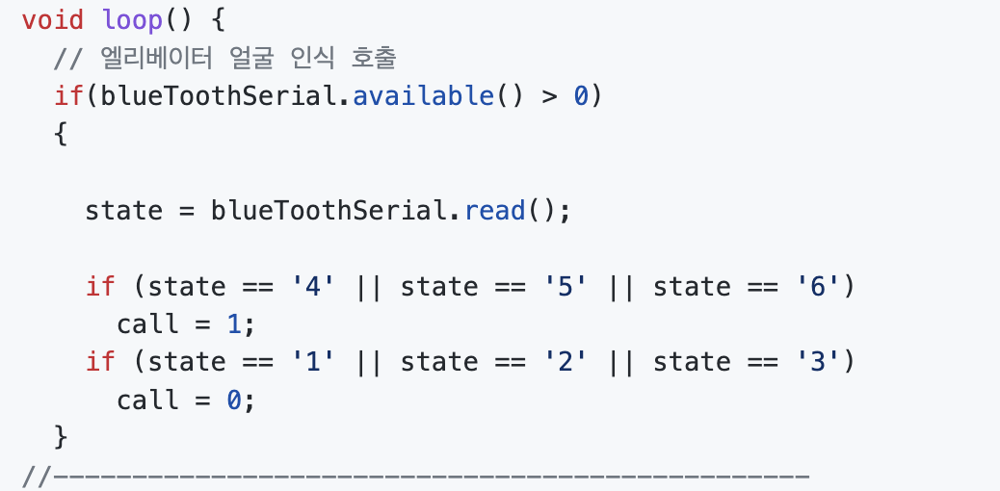 void loop() {
  // 엘리베이터 얼굴 인식 호출
  if(blueToothSerial.available() > 0)
  {
    state = blueToothSerial.read();
    if (state == '4' || state == '5' || state == '6')
      call = 1;
    if (state == '1' || state == '2' || state == '3')
      call = 0;
  }
//------------------------------------------------